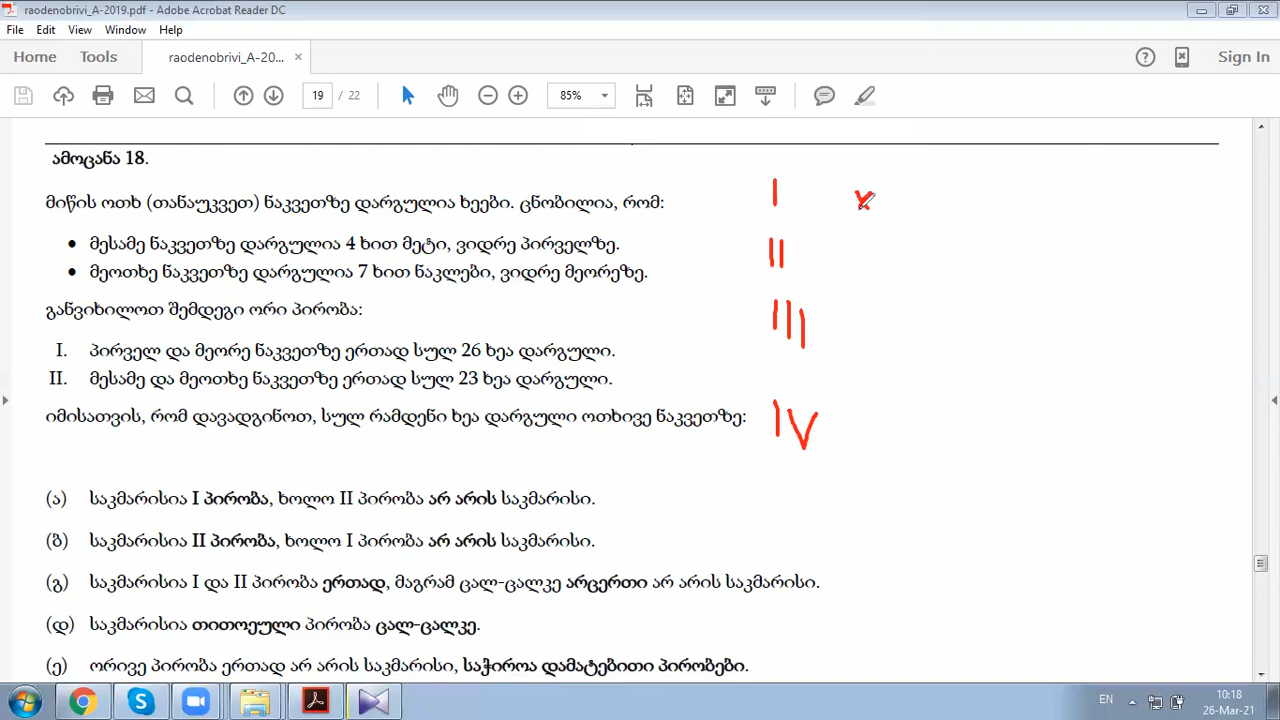 raodenobrivi_A-2019.pdf - Adobe Acrobat Reader DC
File Edit View Window Help
Home Tools raodenobrivi_A-20... × Sign In
19 / 22 85%
ამოცანა 18.
მიწის ოთხ (თანაუკვეთ) ნაკვეთზე დარგულია ხეები. ცნობილია, რომ:
• მესამე ნაკვეთზე დარგულია 4 ხით მეტი, ვიდრე პირველზე.
• მეოთხე ნაკვეთზე დარგულია 7 ხით ნაკლები, ვიდრე მეორეზე.
განვიხილოთ შემდეგი ორი პირობა:
I. პირველ და მეორე ნაკვეთზე ერთად სულ 26 ხეა დარგული.
II. მესამე და მეოთხე ნაკვეთზე ერთად სულ 23 ხეა დარგული.
იმისათვის, რომ დავადგინოთ, სულ რამდენი ხეა დარგული ოთხივე ნაკვეთზე:
(ა) საკმარისია I პირობა, ხოლო II პირობა არ არის საკმარისი.
(ბ) საკმარისია II პირობა, ხოლო I პირობა არ არის საკმარისი.
(გ) საკმარისია I და II პირობა ერთად, მაგრამ ცალ-ცალკე არცერთი არ არის საკმარისი.
(დ) საკმარისია თითოეული პირობა ცალ-ცალკე.
(ე) ორივე პირობა ერთად არ არის საკმარისი, საჭიროა დამატებითი პირობები.
I x
II
III
IV
EN 10:18
26-Mar-21